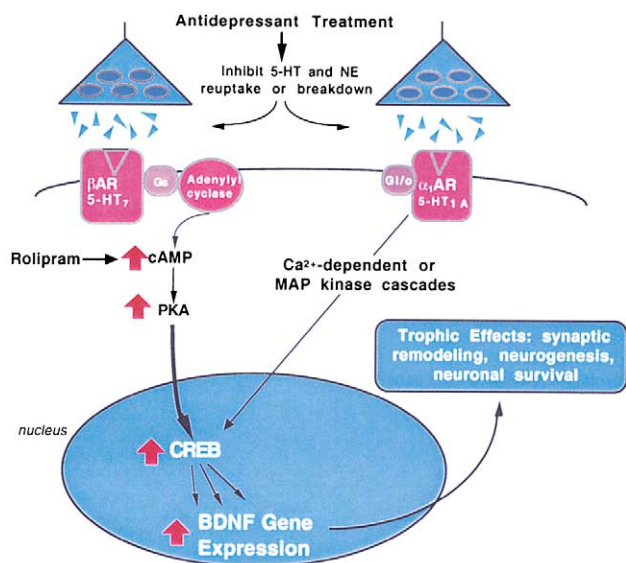 Antidepressant Treatment
Inhibit 5-HT and NE
reuptake or breakdown
βAR
5-HT₇
Gs
Adenylyl
cyclase
Gi/o
α₁AR
5-HT₁ A
Rolipram
cAMP
PKA
Ca²⁺-dependent or
MAP kinase cascades
Trophic Effects: synaptic
remodeling, neurogenesis,
neuronal survival
nucleus
CREB
BDNF Gene
Expression